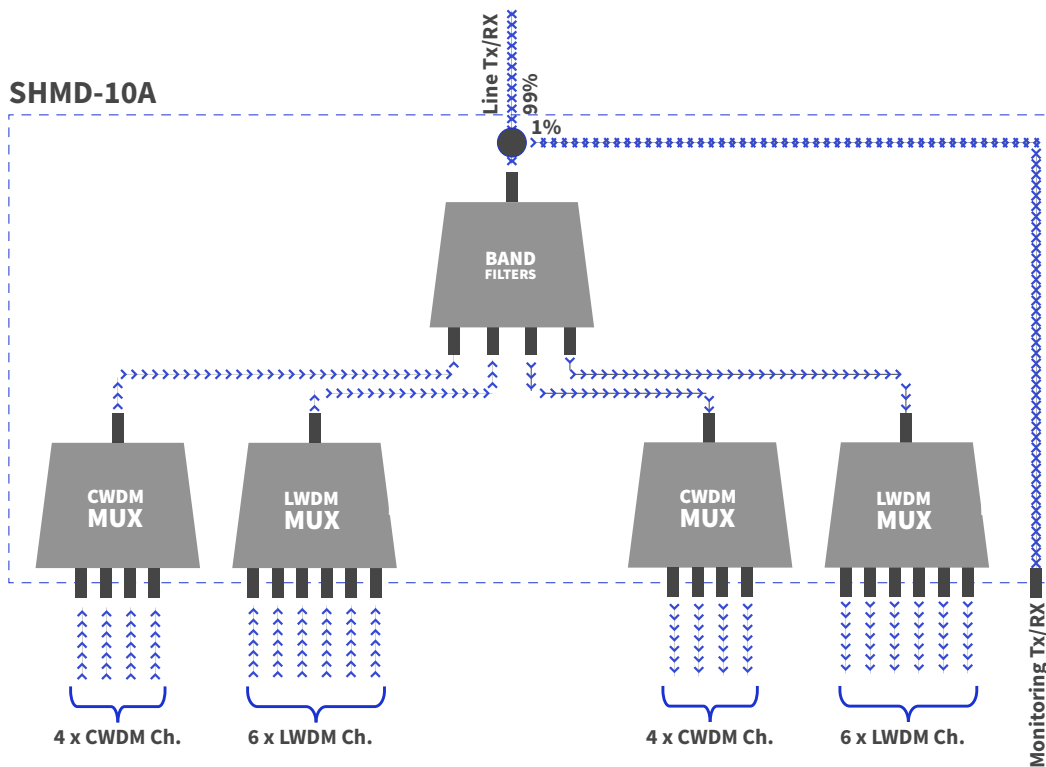 Line Tx/RX
99%
SHMD-10A
1%
BAND
FILTERS
CWDM
MUX
LWDM
MUX
CWDM
MUX
LWDM
MUX
Monitoring Tx/RX
4 x CWDM Ch.
6 x LWDM Ch.
4 x CWDM Ch.
6 x LWDM Ch.